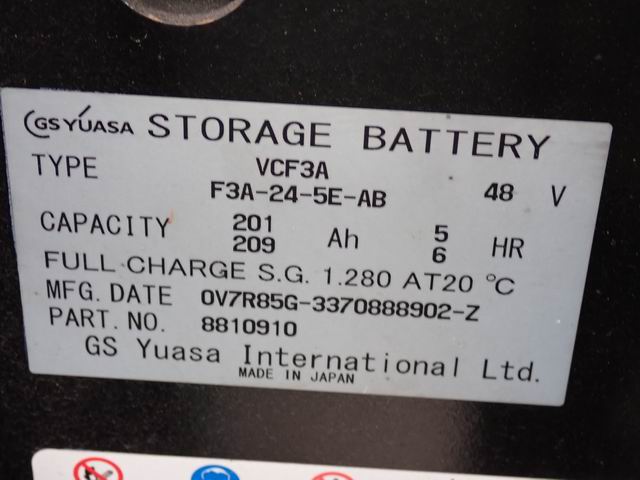 GS YUASA STORAGE BATTERY
TYPE VCF3A
F3A-24-5E-AB 48 V
CAPACITY 201 Ah 5 HR
209 6
FULL CHARGE S.G. 1.280 AT20 ℃
MFG. DATE OV7R85G-3370888902-Z
PART. NO. 8810910
GS Yuasa International Ltd.
MADE IN JAPAN